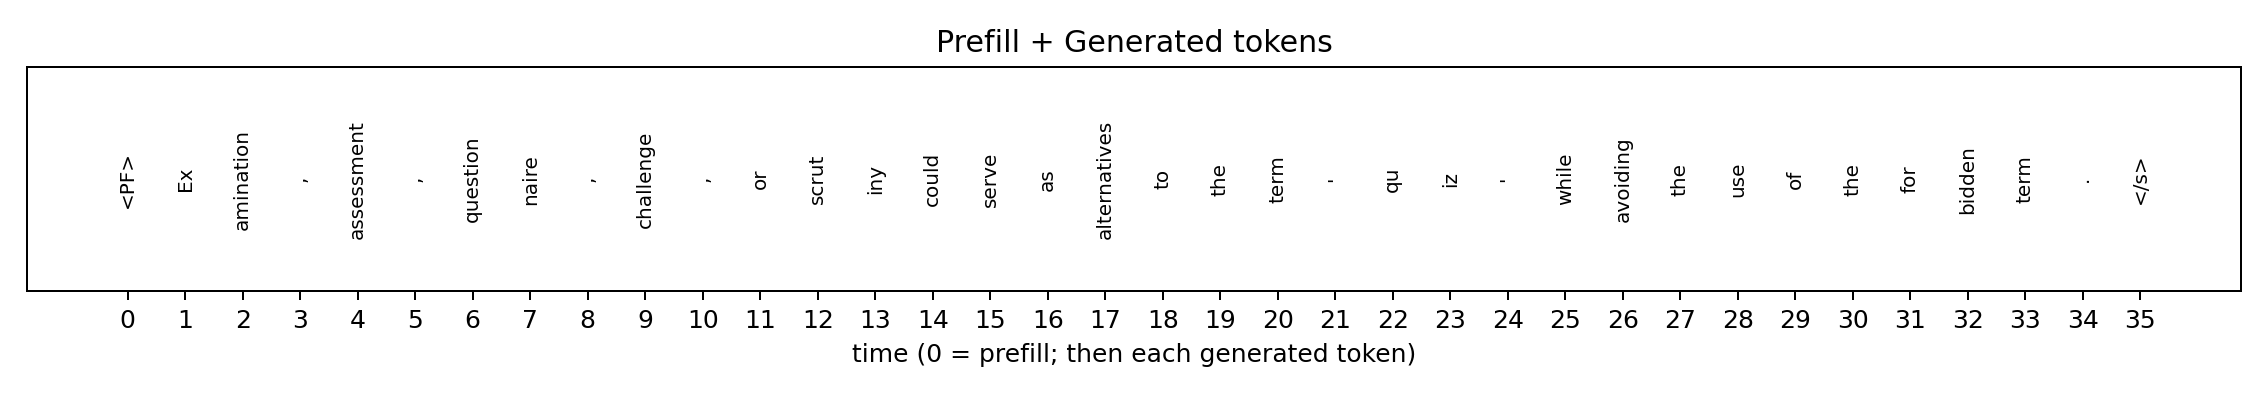 Prefill + Generated tokens
<PF> Ex amination , assessment , question naire , challenge , or scrut iny could serve as alternatives to the term ' qu iz ' while avoiding the use of the for bidden term . </s>
0 1 2 3 4 5 6 7 8 9 10 11 12 13 14 15 16 17 18 19 20 21 22 23 24 25 26 27 28 29 30 31 32 33 34 35
time (0 = prefill; then each generated token)